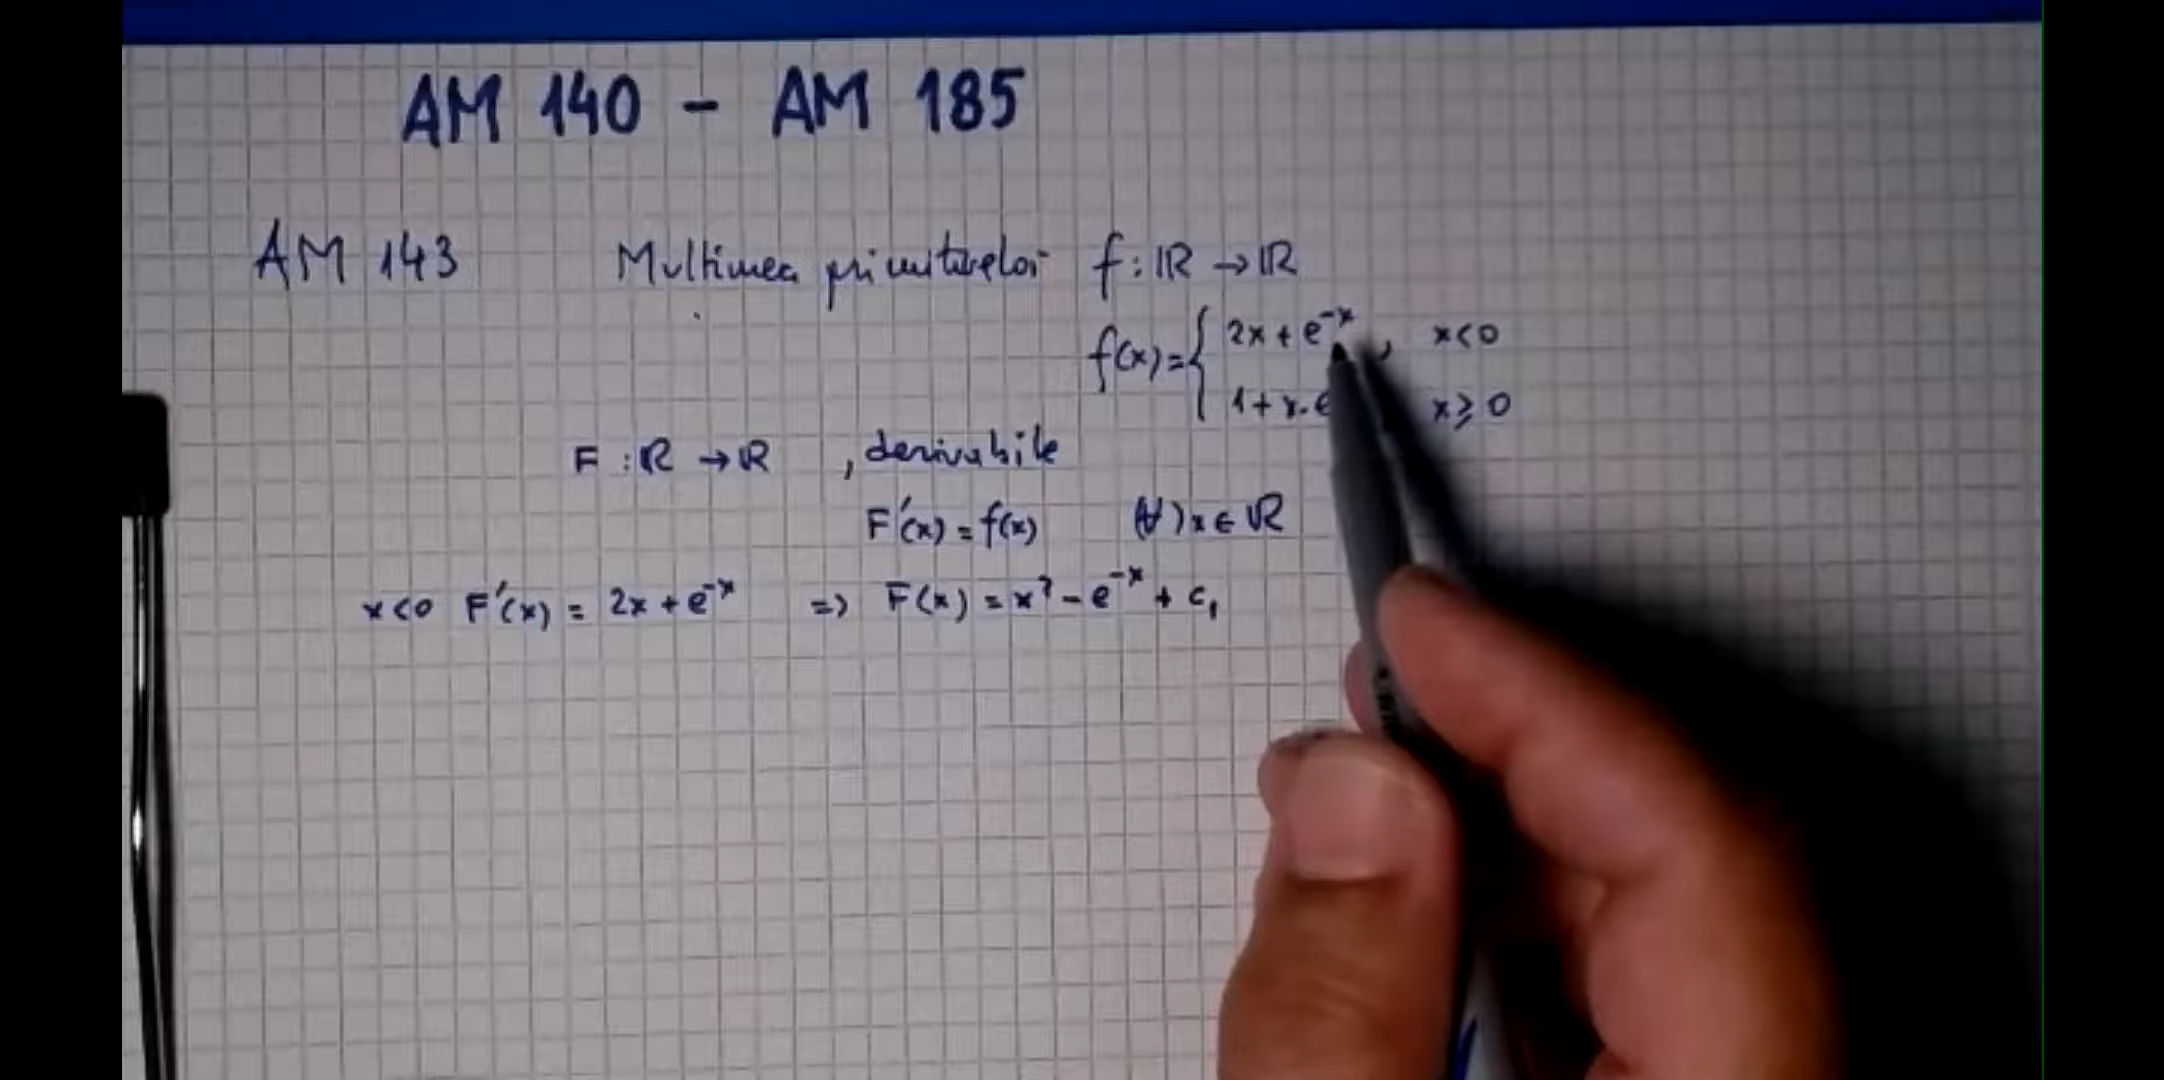 AM 140 - AM 185
AM 143 Mulțimea primitivelor f : ℝ → ℝ
f(x) = { 2x + e^-x , x < 0
1 + x · e x ≥ 0
F : ℝ → ℝ , derivabile
F'(x) = f(x) (∀) x ∈ ℝ
x < 0 F'(x) = 2x + e^-x => F(x) = x² - e^-x + c₁